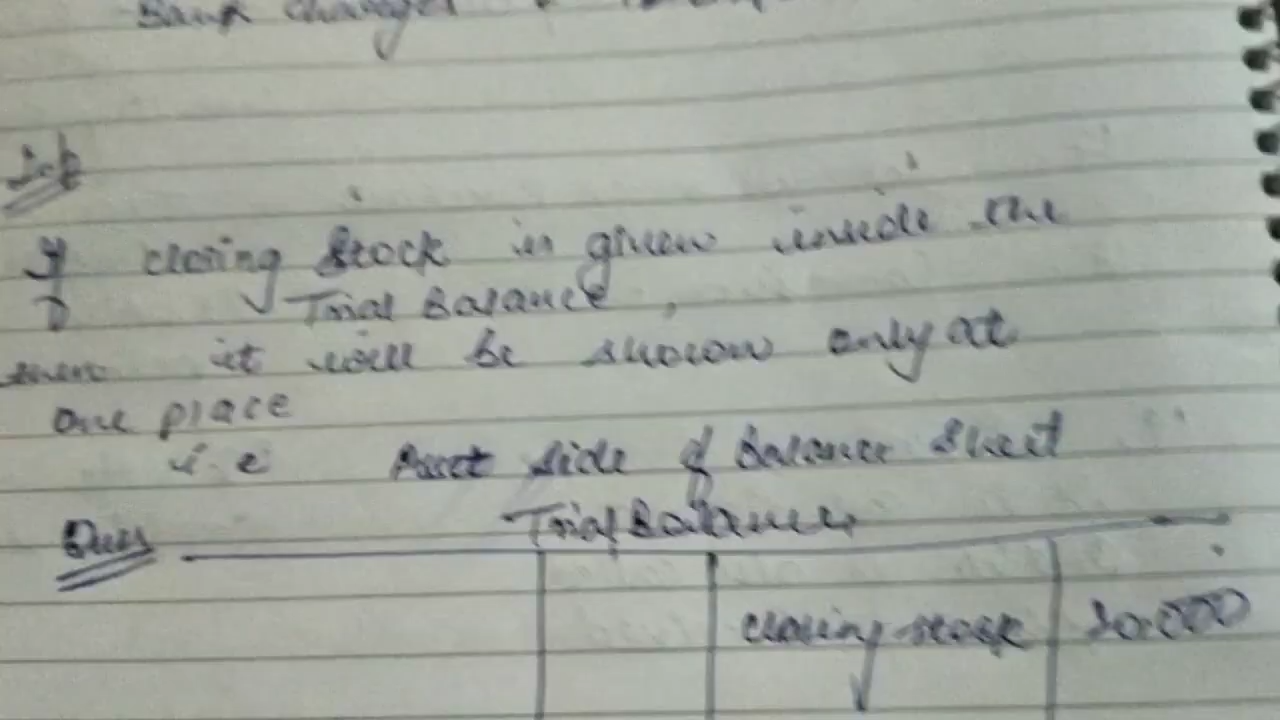 Bank Charges
If closing stock is given inside the
Trial Balance,
then it will be shown only at
one place
i.e Asset side of Balance Sheet
Ques Trial Balance
closing stock